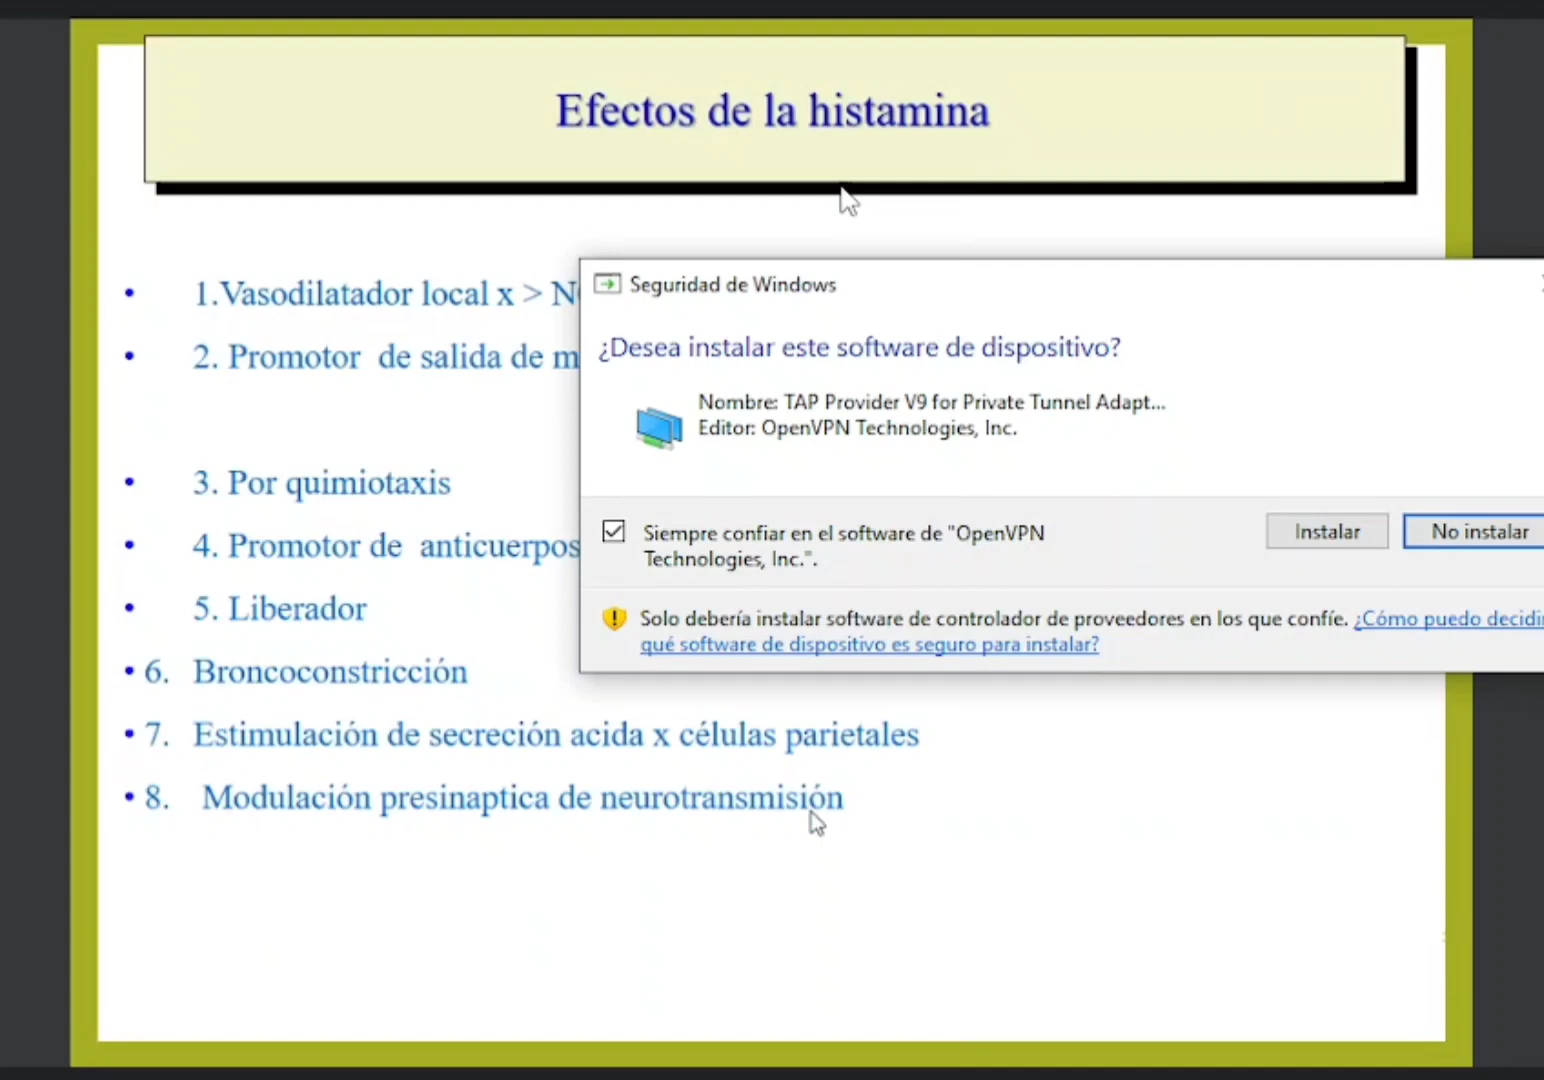 Efectos de la histamina
• 1.Vasodilatador local x > N
• 2. Promotor de salida de m
• 3. Por quimiotaxis
• 4. Promotor de anticuerpos
• 5. Liberador
• 6. Broncoconstricción
• 7. Estimulación de secreción acida x células parietales
• 8. Modulación presinaptica de neurotransmisión
Seguridad de Windows
¿Desea instalar este software de dispositivo?
Nombre: TAP Provider V9 for Private Tunnel Adapt...
Editor: OpenVPN Technologies, Inc.
Siempre confiar en el software de "OpenVPN
Technologies, Inc.".
Instalar
No instalar
Solo debería instalar software de controlador de proveedores en los que confíe. ¿Cómo puedo decidi
qué software de dispositivo es seguro para instalar?